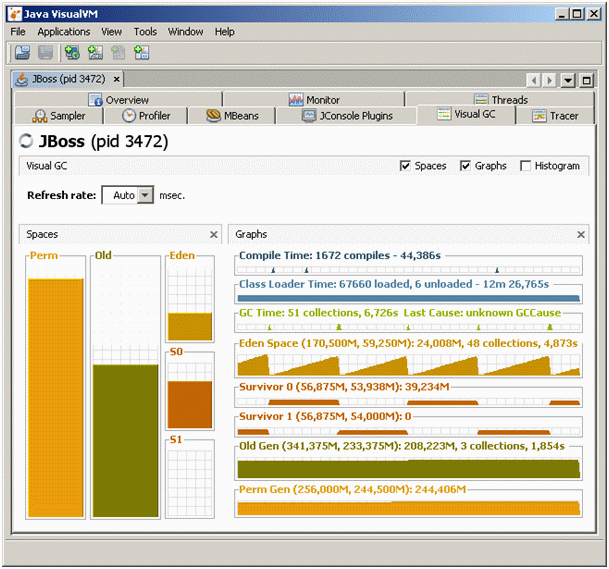 Java VisualVM
File Applications View Tools Window Help
JBoss (pid 3472)
Overview Monitor Threads
Sampler Profiler MBeans JConsole Plugins Visual GC Tracer
JBoss (pid 3472)
Visual GC Spaces Graphs Histogram
Refresh rate: Auto msec.
Spaces
Graphs
Perm Old Eden
S0
S1
Compile Time: 1672 compiles - 44,386s
Class Loader Time: 67660 loaded, 6 unloaded - 12m 26,765s
GC Time: 51 collections, 6,726s Last Cause: unknown GCCause
Eden Space (170,500M, 59,250M): 24,008M, 48 collections, 4,873s
Survivor 0 (56,875M, 53,938M): 39,234M
Survivor 1 (56,875M, 54,000M): 0
Old Gen (341,375M, 233,375M): 208,223M, 3 collections, 1,854s
Perm Gen (256,000M, 244,500M): 244,406M